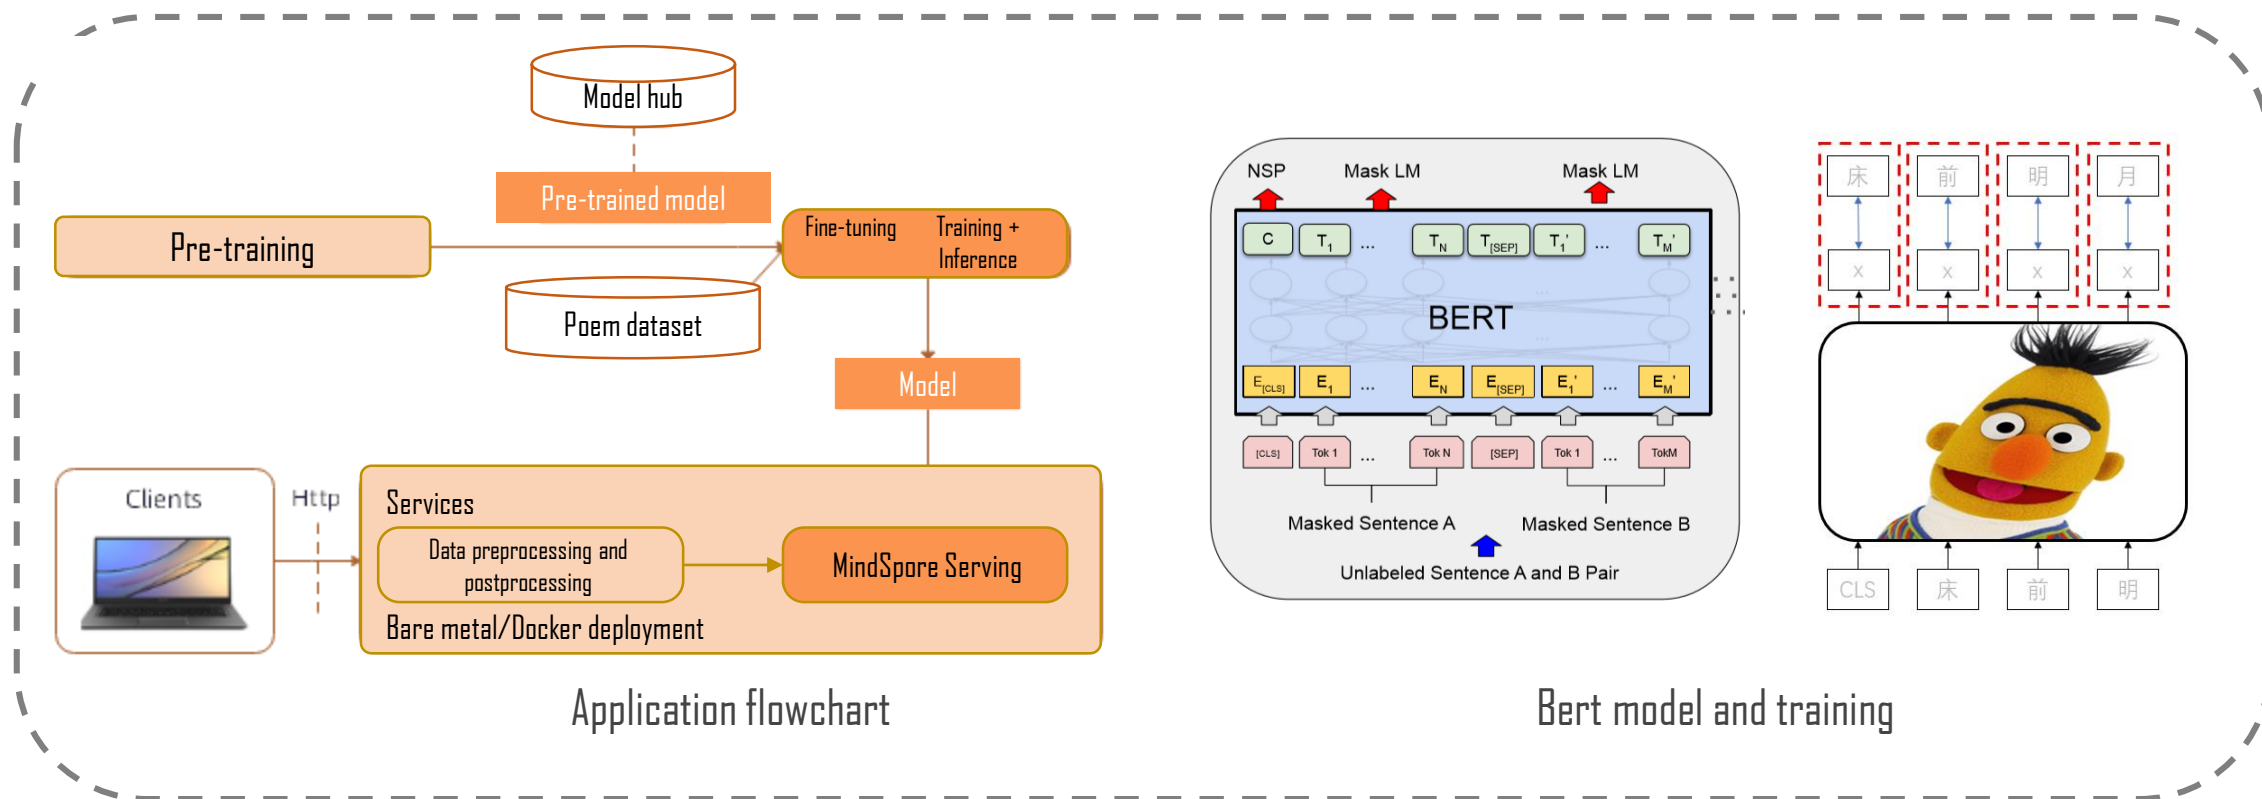 Model hub
Pre-trained model
Pre-training
Fine-tuning
Training +
Inference
Poem dataset
Model
Clients
Http
Services
Data preprocessing and
postprocessing
MindSpore Serving
Bare metal/Docker deployment
Application flowchart
NSP
Mask LM
Mask LM
C
T1
...
TN
T[SEP]
T1'
...
TM'
BERT
E[CLS]
E1
...
EN
E[SEP]
E1'
...
EM'
[CLS]
Tok 1
...
Tok N
[SEP]
Tok 1
...
TokM
Masked Sentence A
Masked Sentence B
Unlabeled Sentence A and B Pair
床
前
明
月
x
x
x
x
CLS
床
前
明
Bert model and training